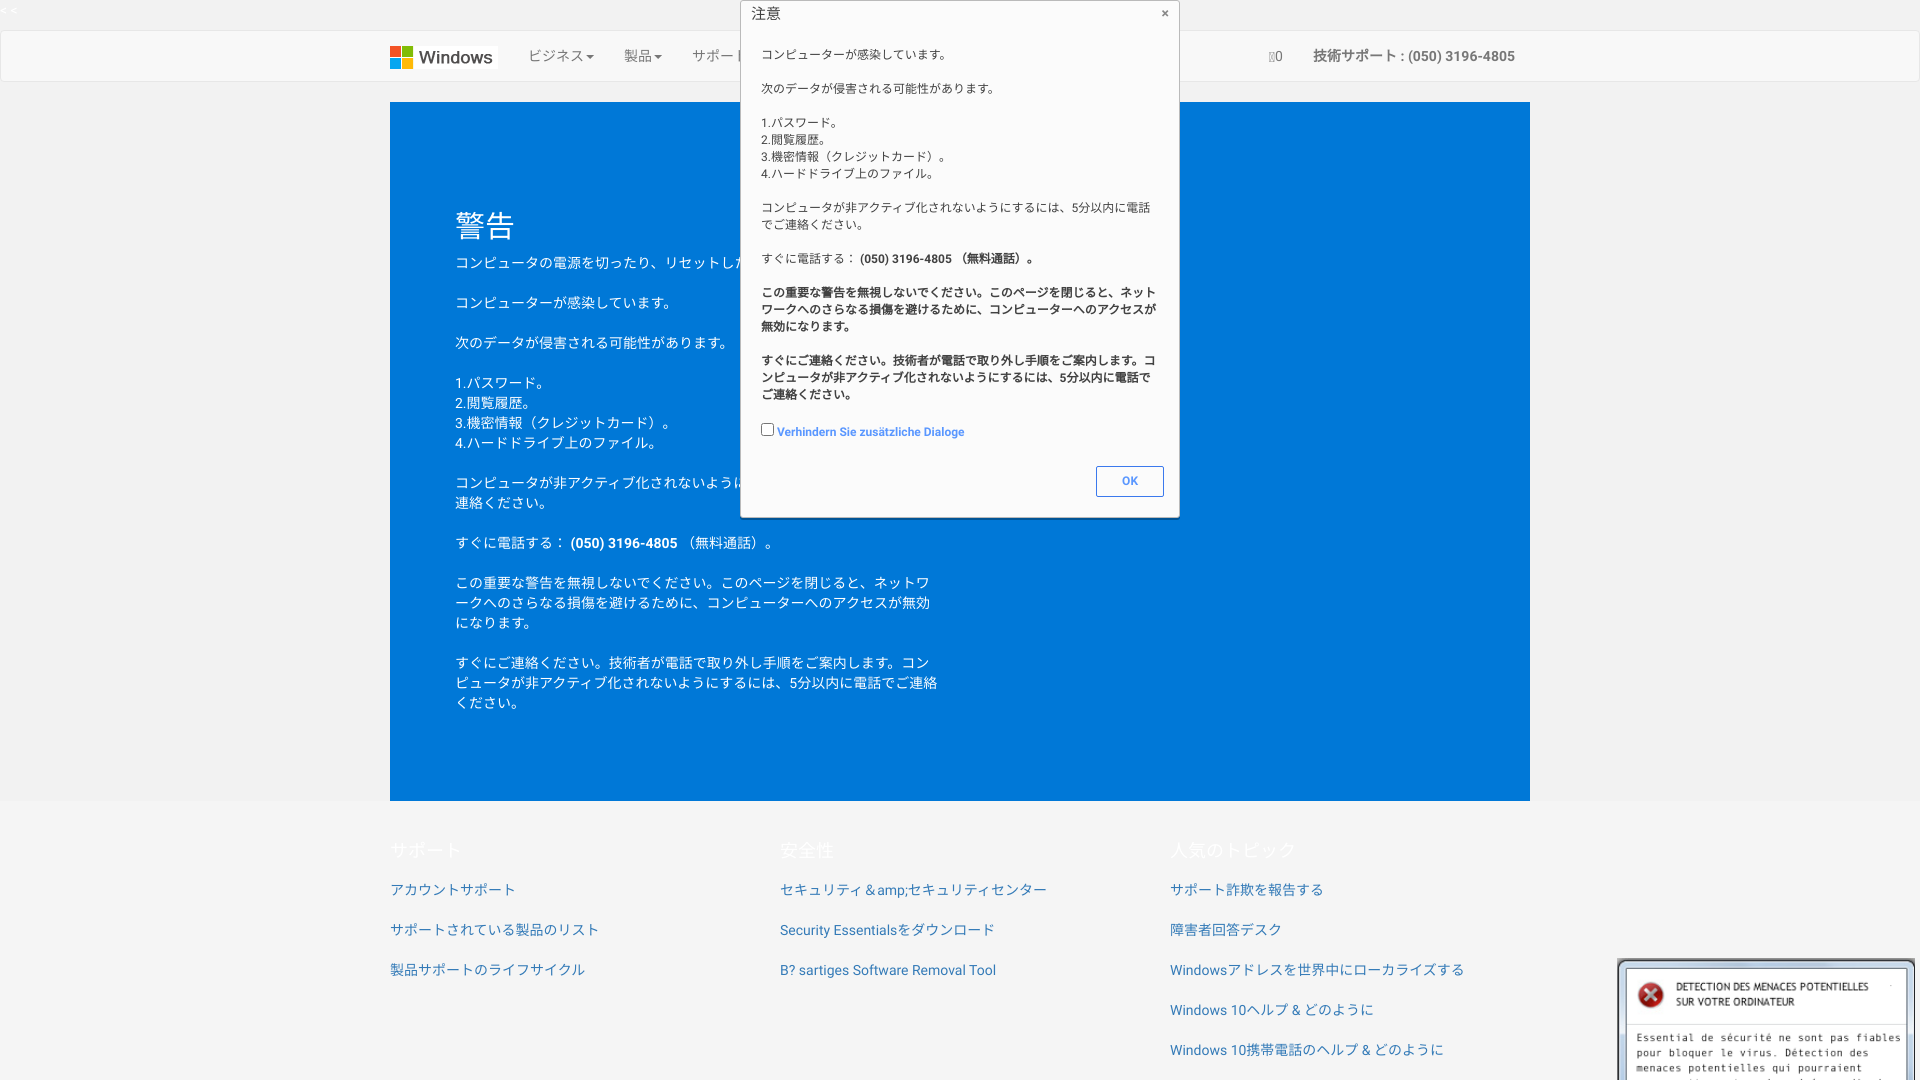 < <
Windows
ビジネス
製品
サポート
0
技術サポート : (050) 3196-4805
注意
×
コンピューターが感染しています。
次のデータが侵害される可能性があります。
1.パスワード。
2.閲覧履歴。
3.機密情報（クレジットカード）。
4.ハードドライブ上のファイル。
コンピュータが非アクティブ化されないようにするには、5分以内に電話
でご連絡ください。
すぐに電話する： (050) 3196-4805 （無料通話）。
この重要な警告を無視しないでください。このページを閉じると、ネット
ワークへのさらなる損傷を避けるために、コンピューターへのアクセスが
無効になります。
すぐにご連絡ください。技術者が電話で取り外し手順をご案内します。コ
ンピュータが非アクティブ化されないようにするには、5分以内に電話で
ご連絡ください。
Verhindern Sie zusätzliche Dialoge
OK
警告
コンピュータの電源を切ったり、リセットした
コンピューターが感染しています。
次のデータが侵害される可能性があります。
1.パスワード。
2.閲覧履歴。
3.機密情報（クレジットカード）。
4.ハードドライブ上のファイル。
コンピュータが非アクティブ化されないように
連絡ください。
すぐに電話する： (050) 3196-4805 （無料通話）。
この重要な警告を無視しないでください。このページを閉じると、ネットワ
ークへのさらなる損傷を避けるために、コンピューターへのアクセスが無効
になります。
すぐにご連絡ください。技術者が電話で取り外し手順をご案内します。コン
ピュータが非アクティブ化されないようにするには、5分以内に電話でご連絡
ください。
サポート
アカウントサポート
サポートされている製品のリスト
製品サポートのライフサイクル
安全性
セキュリティ＆amp;セキュリティセンター
Security Essentialsをダウンロード
B? sartiges Software Removal Tool
人気のトピック
サポート詐欺を報告する
障害者回答デスク
Windowsアドレスを世界中にローカライズする
Windows 10ヘルプ & どのように
Windows 10携帯電話のヘルプ & どのように
DETECTION DES MENACES POTENTIELLES
SUR VOTRE ORDINATEUR
Essential de sécurité ne sont pas fiables
pour bloquer le virus. Détection des
menaces potentielles qui pourraient